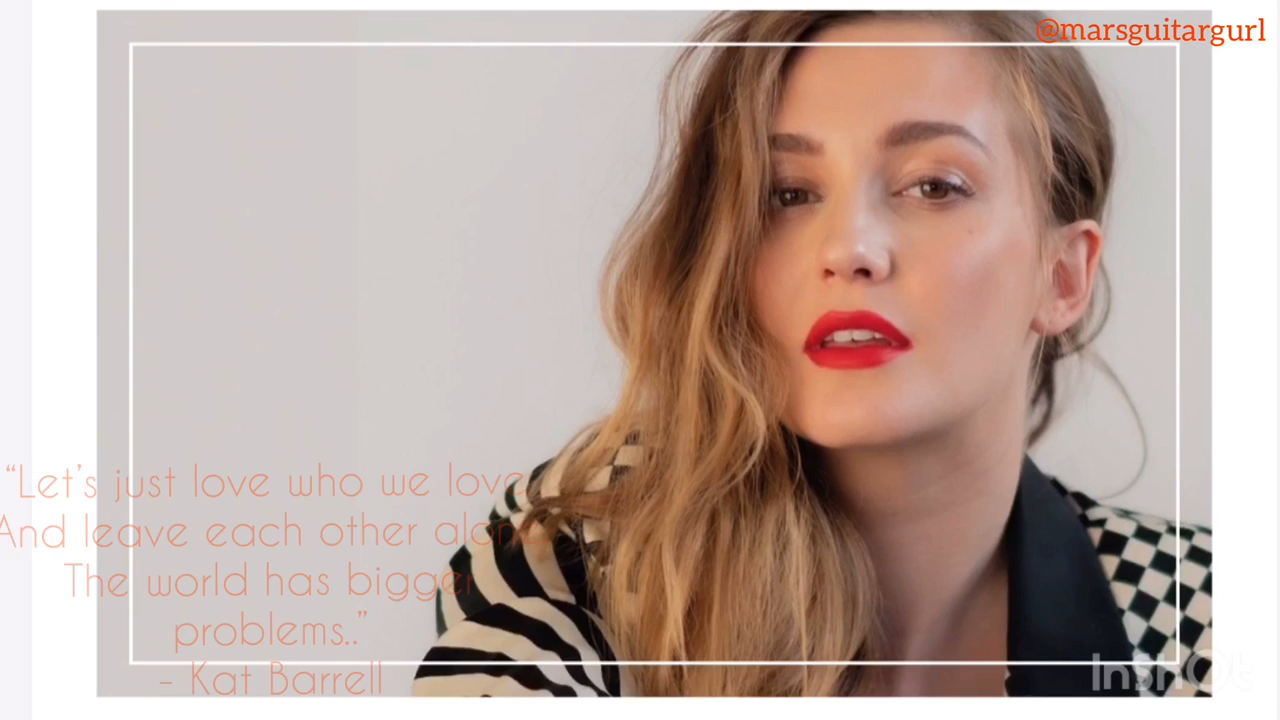 @marsguitargurl
“Let’s just love who we love
And leave each other alone
The world has bigger
problems..”
- Kat Barrell
InShOt